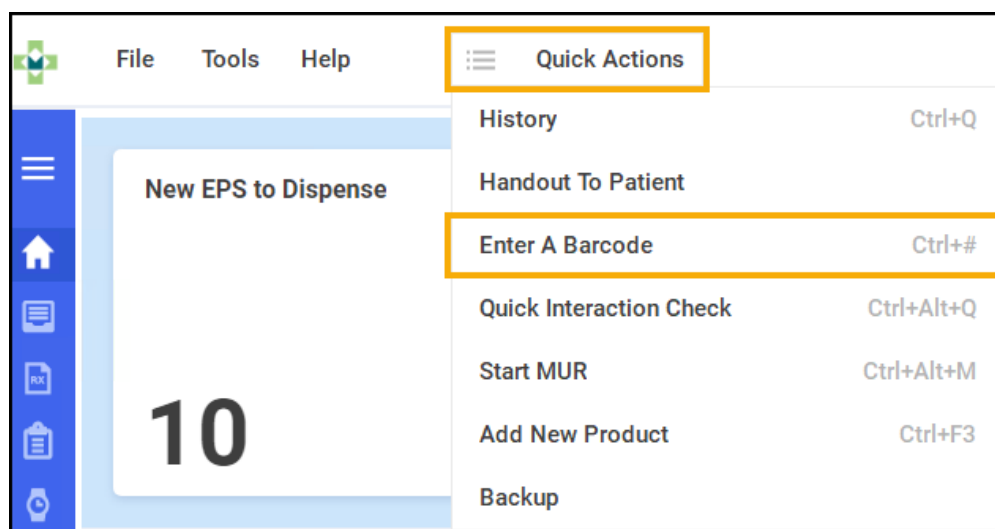 File Tools Help Quick Actions
History Ctrl+Q
Handout To Patient
New EPS to Dispense
Enter A Barcode Ctrl+#
Quick Interaction Check Ctrl+Alt+Q
RX
Start MUR Ctrl+Alt+M
10
Add New Product Ctrl+F3
Backup